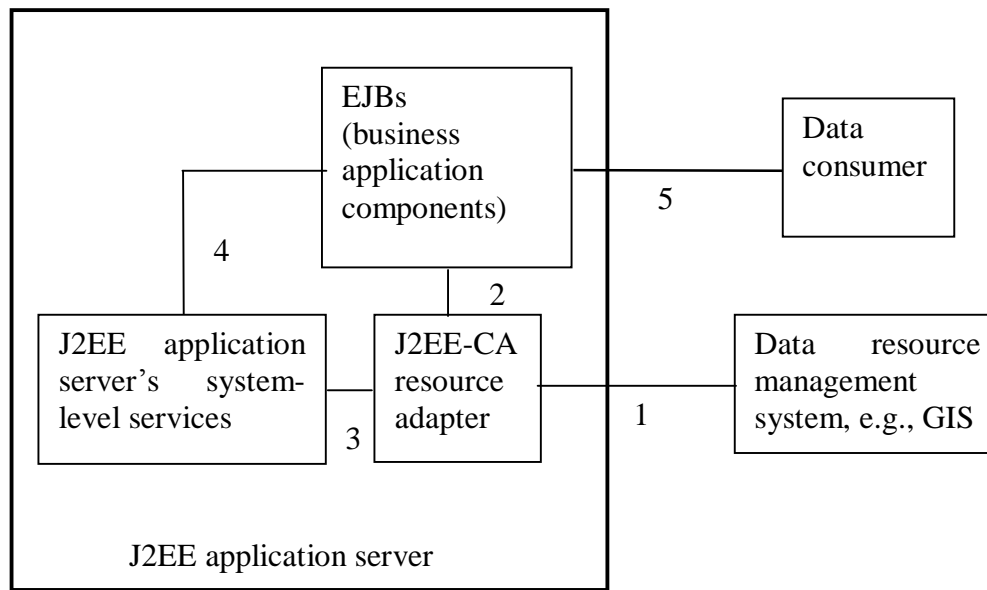 EJBs
(business
application
components)
Data
consumer
5
4
2
J2EE application
server’s system-
level services
J2EE-CA
resource
adapter
Data resource
management
system, e.g., GIS
3
1
J2EE application server